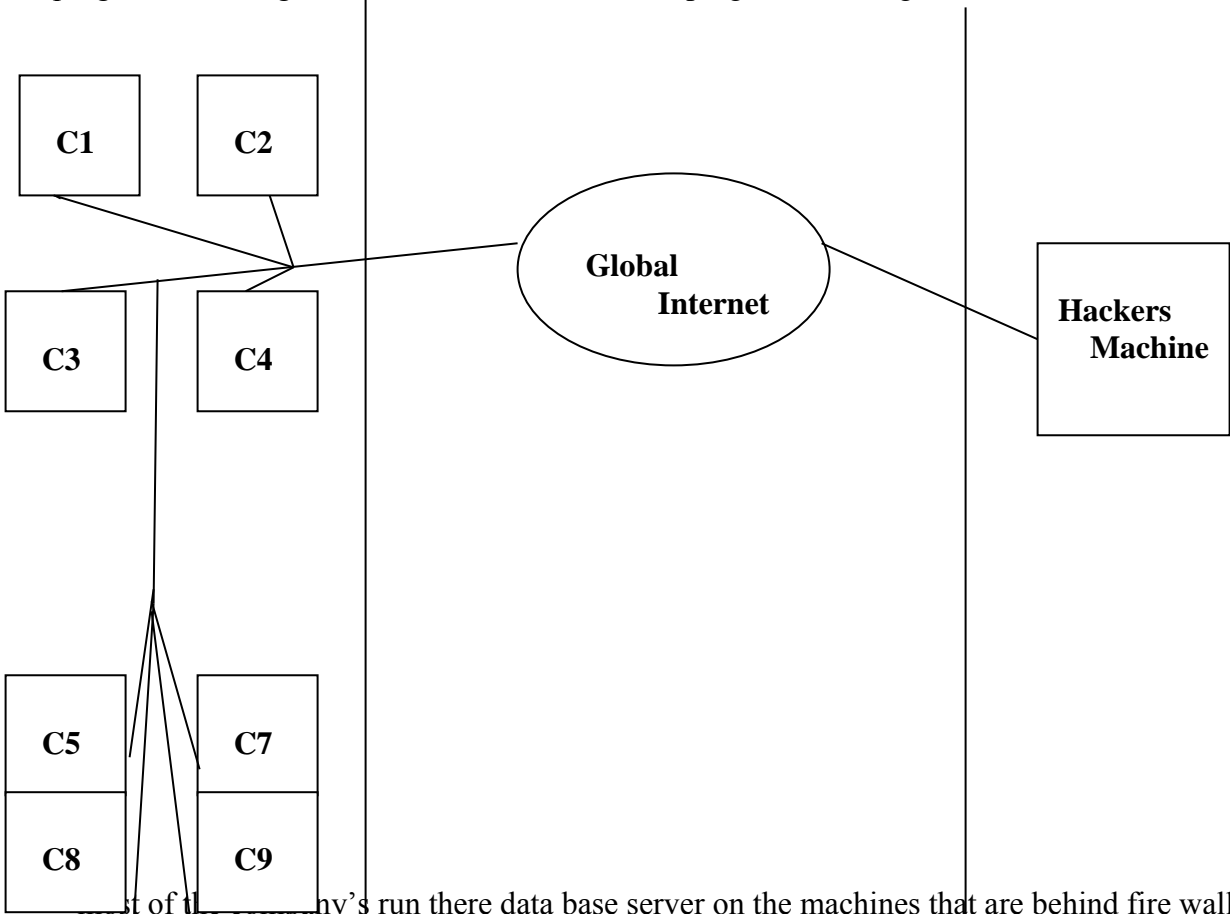 C1 C2
Global
Internet
Hackers
Machine
C3 C4
C5 C7
C8 C9
of the run there data base server on the machines that are behind fire wall